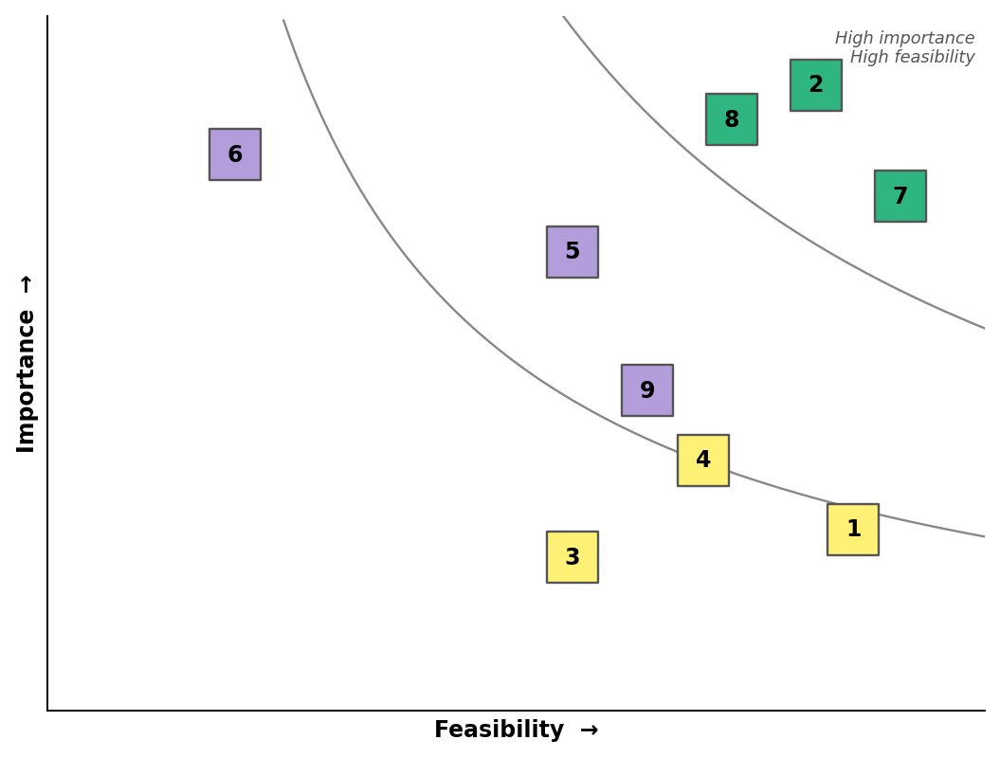 High importance
High feasibility
2
8
6
7
5
9
4
1
3
Importance →
Feasibility →